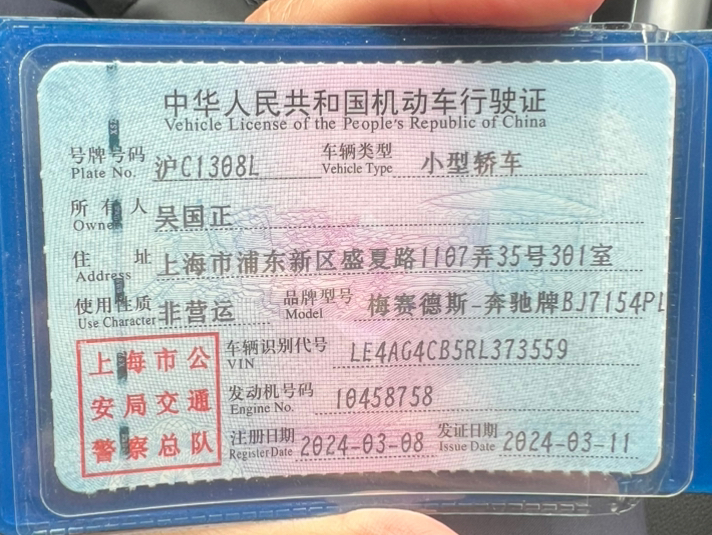 中华人民共和国机动车行驶证
Vehicle License of the People's Republic of China
号牌号码 沪C1308L 车辆类型 小型轿车
Plate No. Vehicle Type
所有人 吴国正
Owner
住址 上海市浦东新区盛夏路1107弄35号301室
Address
使用性质 非营运 品牌型号 梅赛德斯-奔驰牌BJ7154PL
Use Character Model
上海市公 车辆识别代号 LE4AG4CB5RL373559
VIN
安局交通 发动机号码 10458758
Engine No.
警察总队 注册日期 2024-03-08 发证日期 2024-03-11
Register Date Issue Date